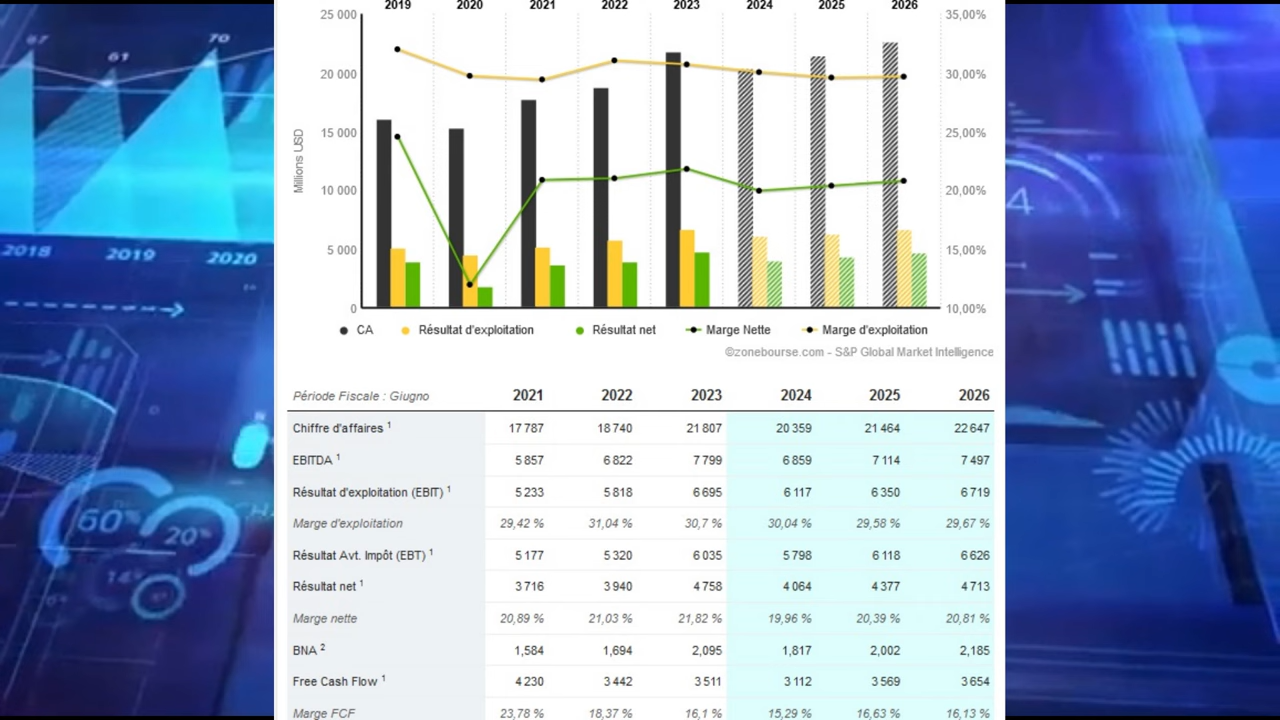 2019 2020 2021 2022 2023 2024 2025 2026
25 000 35,00%
20 000 30,00%
15 000 25,00%
10 000 20,00%
5 000 15,00%
0 10,00%
Millions USD
CA Résultat d'exploitation Résultat net Marge Nette Marge d'exploitation
©zonebourse.com - S&P Global Market Intelligence
Période Fiscale : Giugno 2021 2022 2023 2024 2025 2026
Chiffre d'affaires 1 17 787 18 740 21 807 20 359 21 464 22 647
EBITDA 1 5 857 6 822 7 799 6 859 7 114 7 497
Résultat d'exploitation (EBIT) 1 5 233 5 818 6 695 6 117 6 350 6 719
Marge d'exploitation 29,42 % 31,04 % 30,7 % 30,04 % 29,58 % 29,67 %
Résultat Avt. Impôt (EBT) 1 5 177 5 320 6 035 5 798 6 118 6 626
Résultat net 1 3 716 3 940 4 758 4 064 4 377 4 713
Marge nette 20,89 % 21,03 % 21,82 % 19,96 % 20,39 % 20,81 %
BNA 2 1,584 1,694 2,095 1,817 2,002 2,185
Free Cash Flow 1 4 230 3 442 3 511 3 112 3 569 3 654
Marge FCF 23,78 % 18,37 % 16,1 % 15,29 % 16,63 % 16,13 %
67 61 70
2018 2019 2020
60%
20%
4